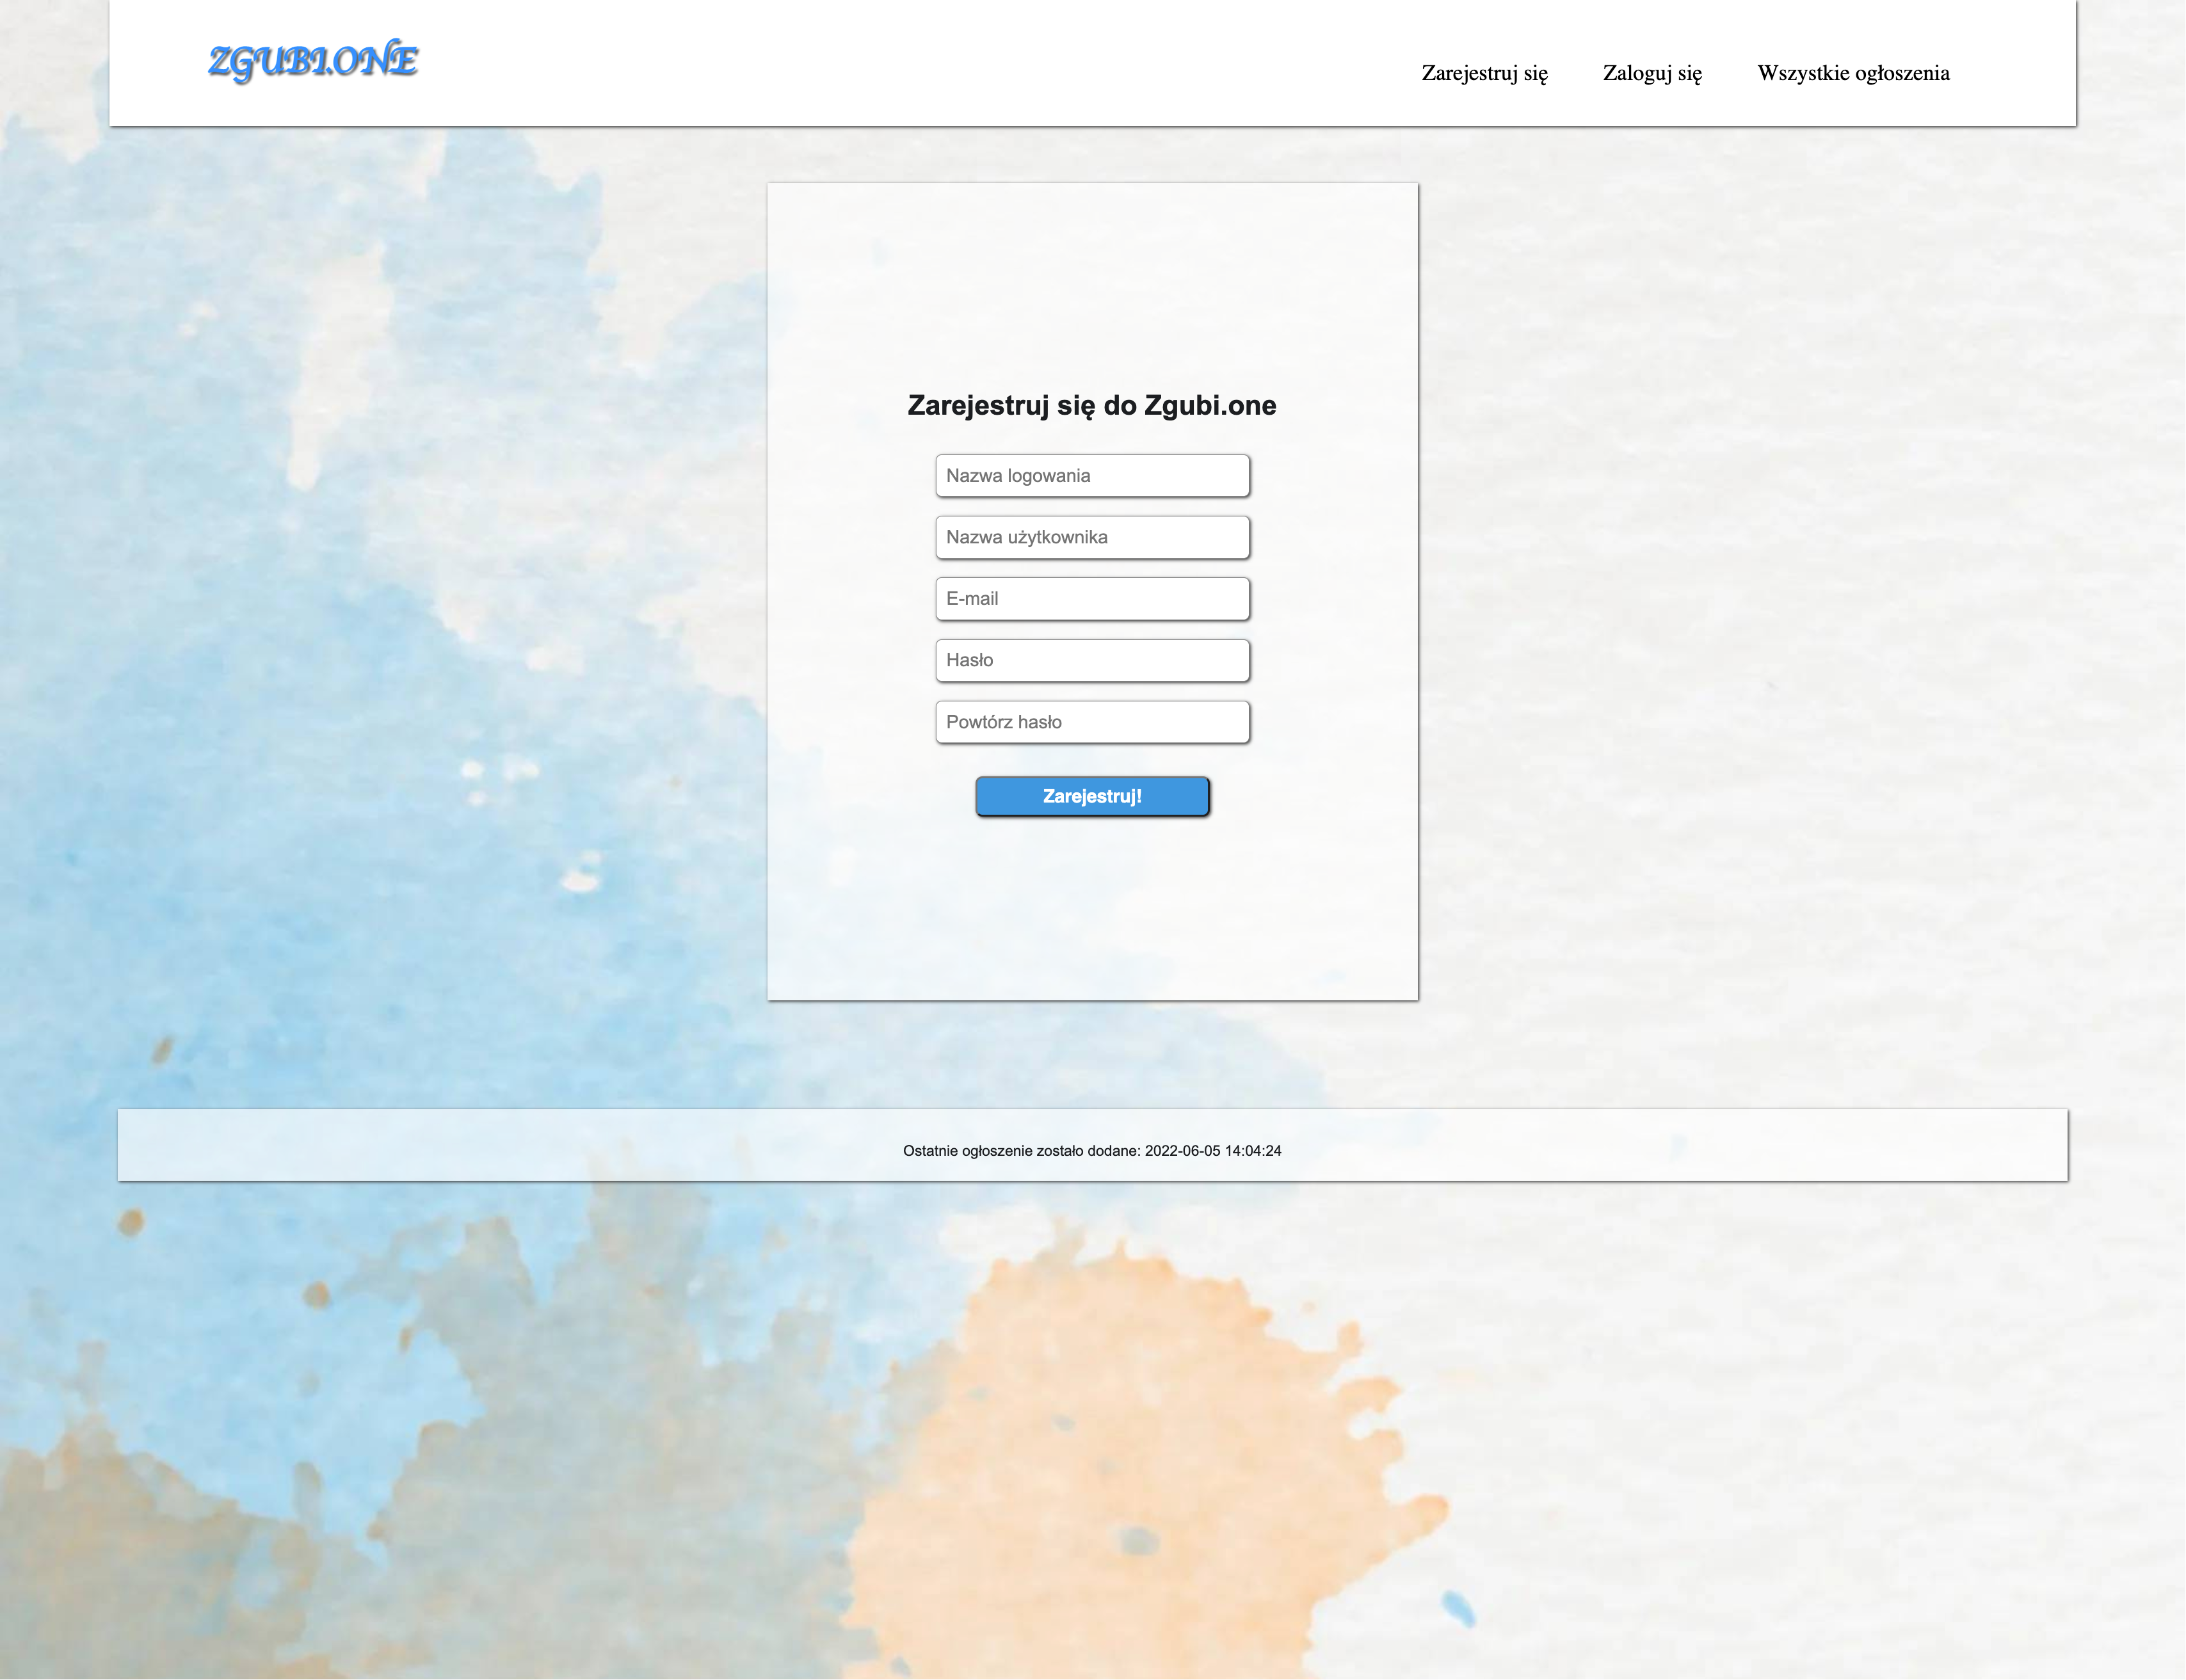 ZGUBI.ONE
Zarejestruj się Zaloguj się Wszystkie ogłoszenia
Zarejestruj się do Zgubi.one
Nazwa logowania
Nazwa użytkownika
E-mail
Hasło
Powtórz hasło
Zarejestruj!
Ostatnie ogłoszenie zostało dodane: 2022-06-05 14:04:24